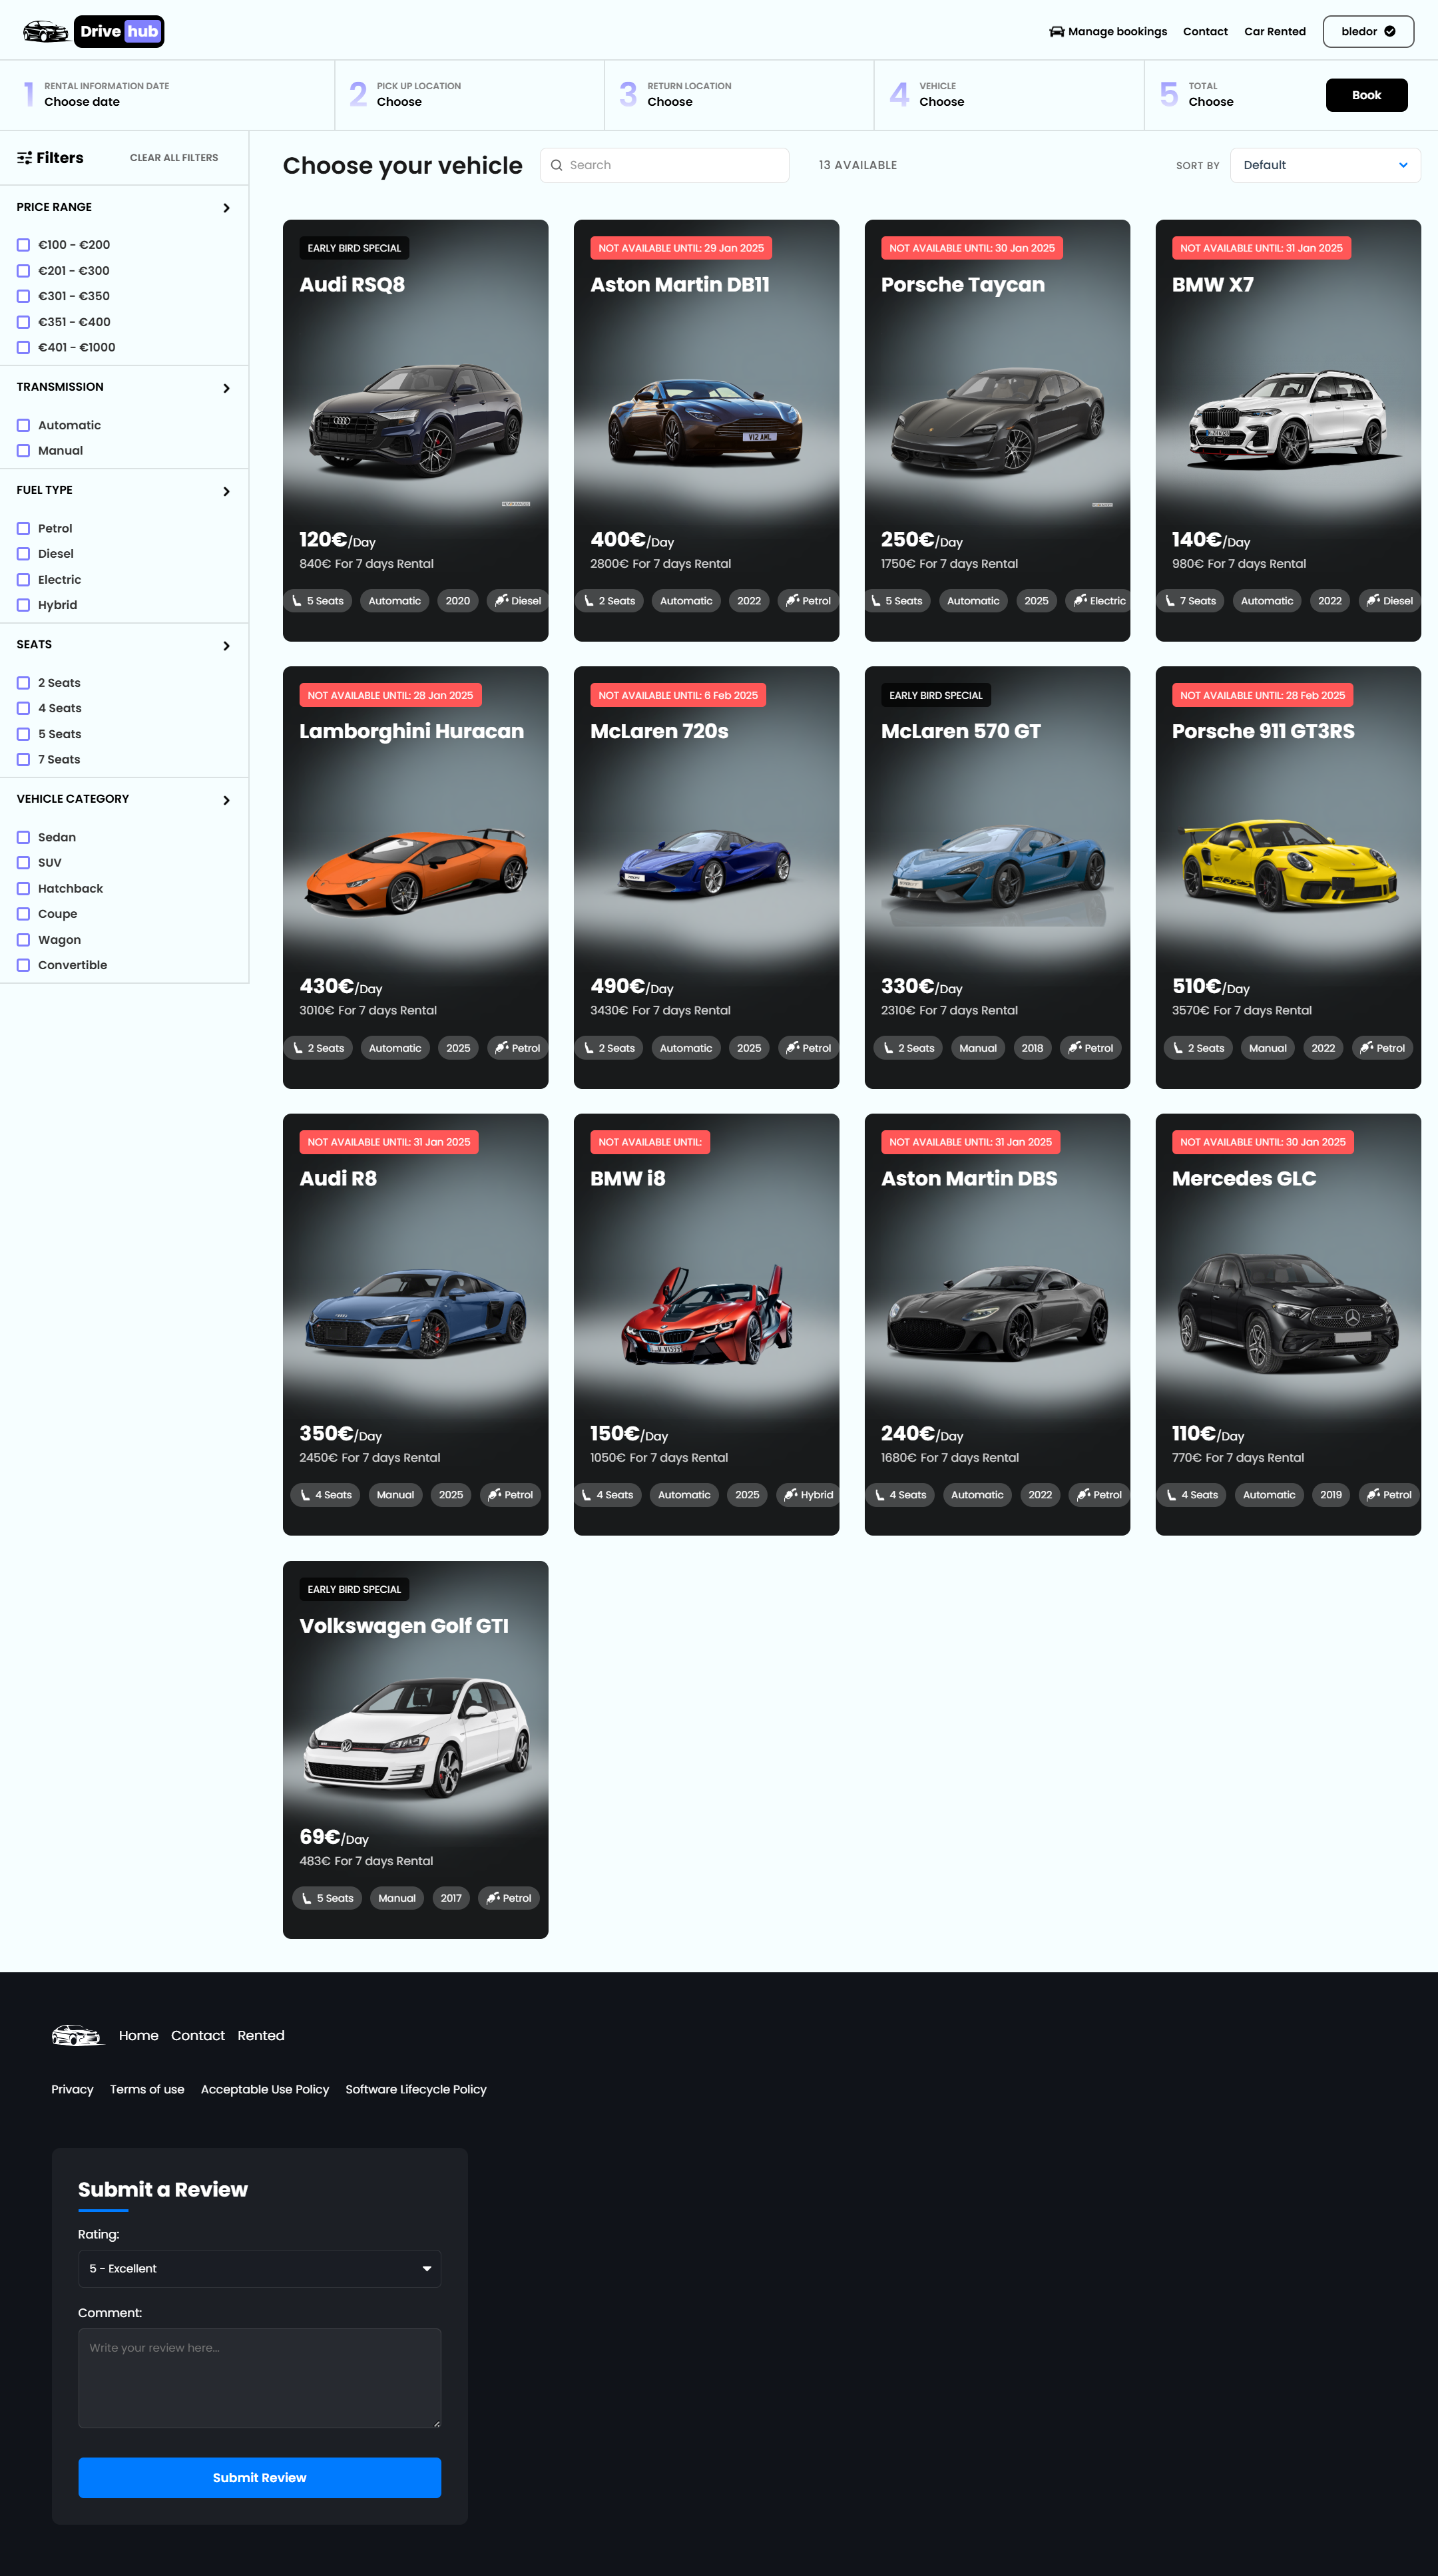 Drive hub
Manage bookings
Contact
Car Rented
bledor
1 RENTAL INFORMATION DATE
Choose date
2 PICK UP LOCATION
Choose
3 RETURN LOCATION
Choose
4 VEHICLE
Choose
5 TOTAL
Choose
Book
Filters
CLEAR ALL FILTERS
PRICE RANGE
€100 - €200
€201 - €300
€301 - €350
€351 - €400
€401 - €1000
TRANSMISSION
Automatic
Manual
FUEL TYPE
Petrol
Diesel
Electric
Hybrid
SEATS
2 Seats
4 Seats
5 Seats
7 Seats
VEHICLE CATEGORY
Sedan
SUV
Hatchback
Coupe
Wagon
Convertible
Choose your vehicle
Search
13 AVAILABLE
SORT BY
Default
EARLY BIRD SPECIAL
Audi RSQ8
120€/Day
840€ For 7 days Rental
5 Seats Automatic 2020 Diesel
NOT AVAILABLE UNTIL: 29 Jan 2025
Aston Martin DB11
V12 AML
400€/Day
2800€ For 7 days Rental
2 Seats Automatic 2022 Petrol
NOT AVAILABLE UNTIL: 30 Jan 2025
Porsche Taycan
250€/Day
1750€ For 7 days Rental
5 Seats Automatic 2025 Electric
NOT AVAILABLE UNTIL: 31 Jan 2025
BMW X7
140€/Day
980€ For 7 days Rental
7 Seats Automatic 2022 Diesel
NOT AVAILABLE UNTIL: 28 Jan 2025
Lamborghini Huracan
430€/Day
3010€ For 7 days Rental
2 Seats Automatic 2025 Petrol
NOT AVAILABLE UNTIL: 6 Feb 2025
McLaren 720s
490€/Day
3430€ For 7 days Rental
2 Seats Automatic 2025 Petrol
EARLY BIRD SPECIAL
McLaren 570 GT
330€/Day
2310€ For 7 days Rental
2 Seats Manual 2018 Petrol
NOT AVAILABLE UNTIL: 28 Feb 2025
Porsche 911 GT3RS
510€/Day
3570€ For 7 days Rental
2 Seats Manual 2022 Petrol
NOT AVAILABLE UNTIL: 31 Jan 2025
Audi R8
350€/Day
2450€ For 7 days Rental
4 Seats Manual 2025 Petrol
NOT AVAILABLE UNTIL:
BMW i8
150€/Day
1050€ For 7 days Rental
4 Seats Automatic 2025 Hybrid
NOT AVAILABLE UNTIL: 31 Jan 2025
Aston Martin DBS
240€/Day
1680€ For 7 days Rental
4 Seats Automatic 2022 Petrol
NOT AVAILABLE UNTIL: 30 Jan 2025
Mercedes GLC
110€/Day
770€ For 7 days Rental
4 Seats Automatic 2019 Petrol
EARLY BIRD SPECIAL
Volkswagen Golf GTI
69€/Day
483€ For 7 days Rental
5 Seats Manual 2017 Petrol
Home Contact Rented
Privacy Terms of use Acceptable Use Policy Software Lifecycle Policy
Submit a Review
Rating:
5 - Excellent
Comment:
Write your review here...
Submit Review